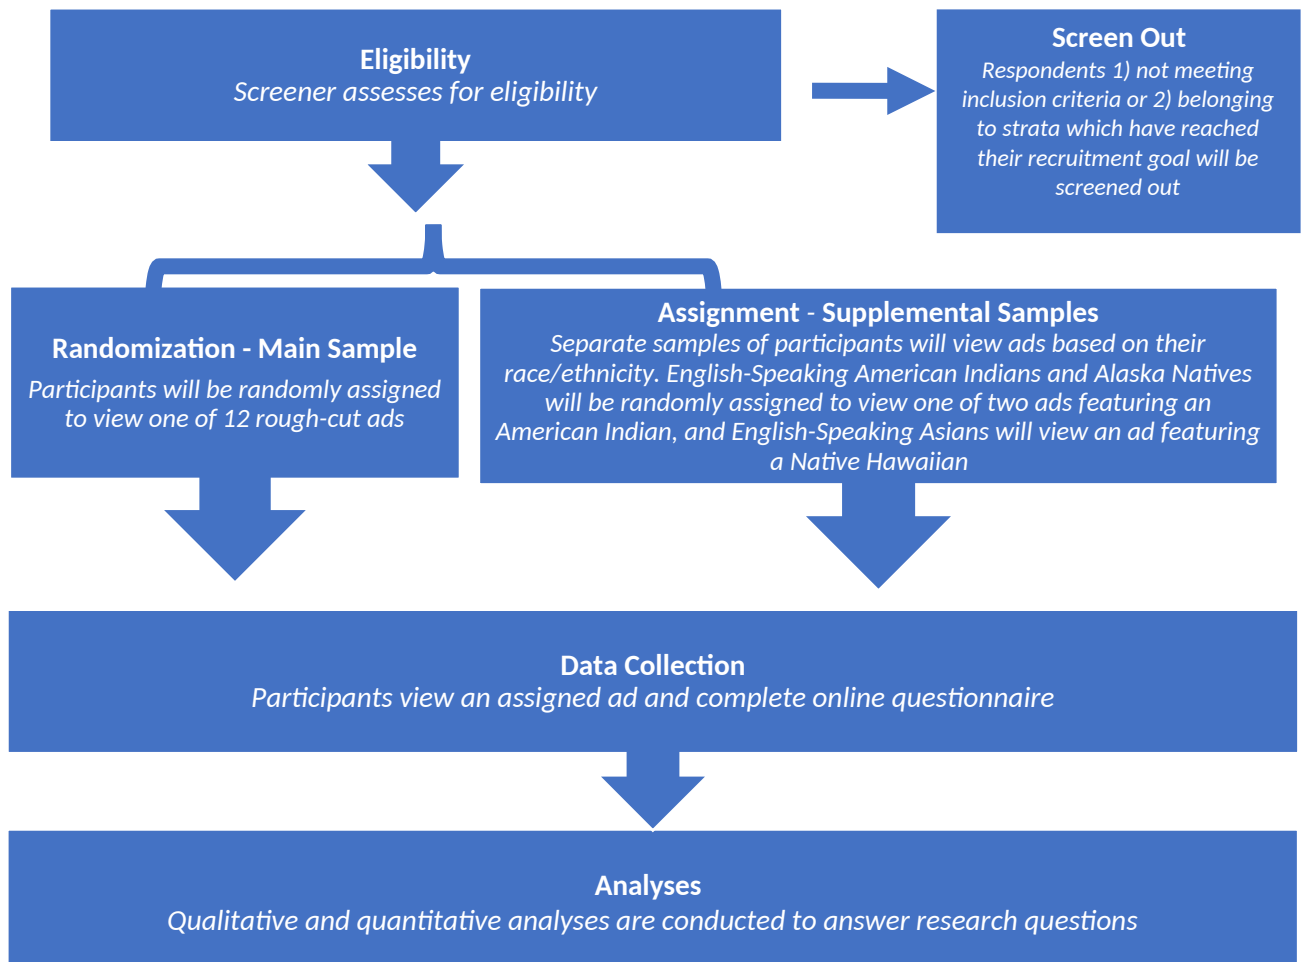 Eligibility
Screener assesses for eligibility
Screen Out
Respondents 1) not meeting
inclusion criteria or 2) belonging
to strata which have reached
their recruitment goal will be
screened out
Randomization - Main Sample
Participants will be randomly assigned
to view one of 12 rough-cut ads
Assignment - Supplemental Samples
Separate samples of participants will view ads based on their
race/ethnicity. English-Speaking American Indians and Alaska Natives
will be randomly assigned to view one of two ads featuring an
American Indian, and English-Speaking Asians will view an ad featuring
a Native Hawaiian
Data Collection
Participants view an assigned ad and complete online questionnaire
Analyses
Qualitative and quantitative analyses are conducted to answer research questions